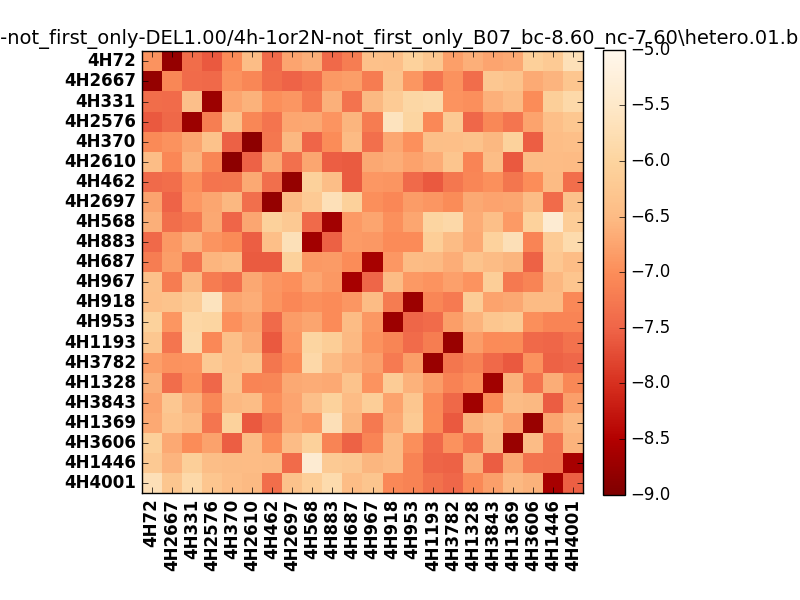 -not_first_only-DEL1.00/4h-1or2N-not_first_only_B07_bc-8.60_nc-7.60\hetero.01.b
4H72
4H2667
4H331
4H2576
4H370
4H2610
4H462
4H2697
4H568
4H883
4H687
4H967
4H918
4H953
4H1193
4H3782
4H1328
4H3843
4H1369
4H3606
4H1446
4H4001
4H72
4H2667
4H331
4H2576
4H370
4H2610
4H462
4H2697
4H568
4H883
4H687
4H967
4H918
4H953
4H1193
4H3782
4H1328
4H3843
4H1369
4H3606
4H1446
4H4001
−5.0
−5.5
−6.0
−6.5
−7.0
−7.5
−8.0
−8.5
−9.0